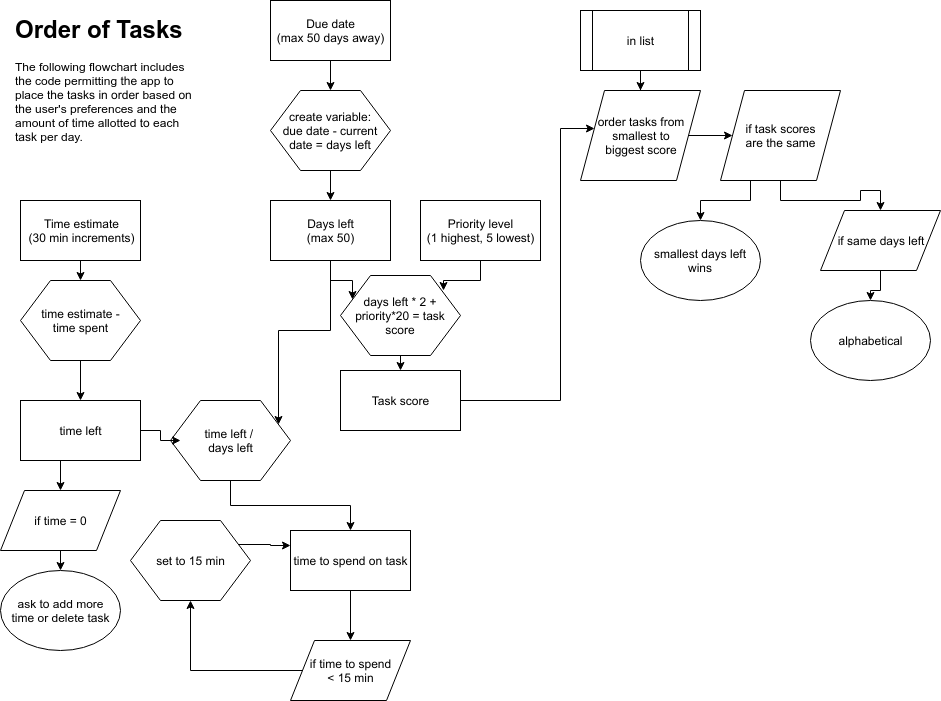 Order of Tasks
The following flowchart includes
the code permitting the app to
place the tasks in order based on
the user's preferences and the
amount of time allotted to each
task per day.
Due date
(max 50 days away)
create variable:
due date - current
date = days left
Days left
(max 50)
Priority level
(1 highest, 5 lowest)
Time estimate
(30 min increments)
time estimate -
time spent
days left * 2 +
priority*20 = task
score
Task score
time left
time left /
days left
if time = 0
ask to add more
time or delete task
set to 15 min
time to spend on task
if time to spend
< 15 min
in list
order tasks from
smallest to
biggest score
if task scores
are the same
smallest days left
wins
if same days left
alphabetical